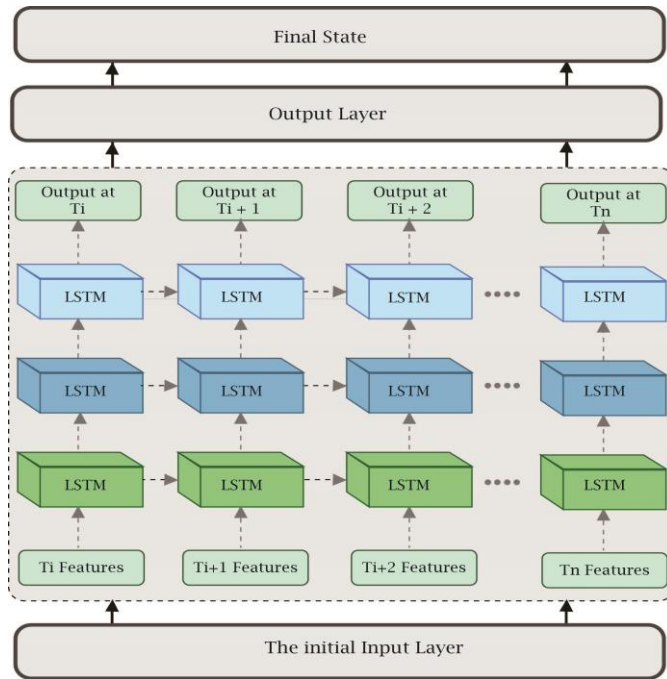 Final State
Output Layer
Output at
Ti
Output at
Ti + 1
Output at
Ti + 2
Output at
Tn
LSTM
LSTM
LSTM
LSTM
LSTM
LSTM
LSTM
LSTM
LSTM
LSTM
LSTM
LSTM
Ti Features
Ti+1 Features
Ti+2 Features
Tn Features
The initial Input Layer